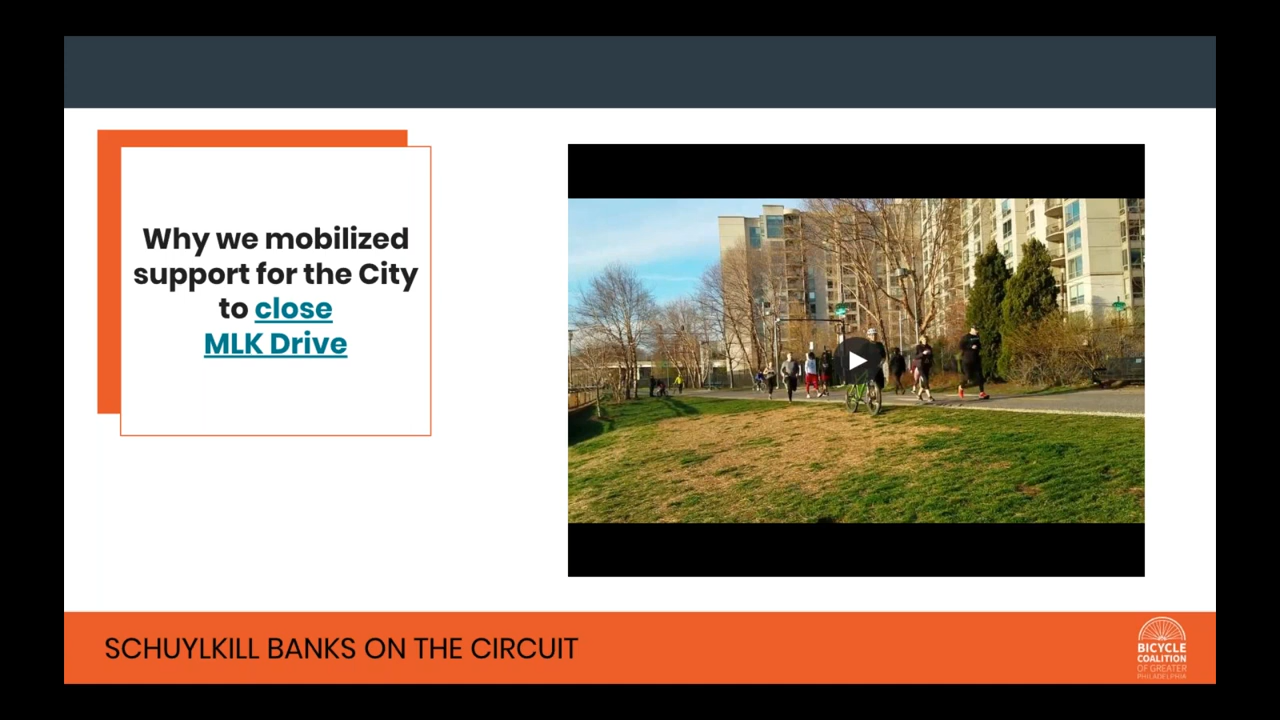 Why we mobilized
support for the City
to close
MLK Drive
SCHUYLKILL BANKS ON THE CIRCUIT
BICYCLE
COALITION
OF GREATER
PHILADELPHIA